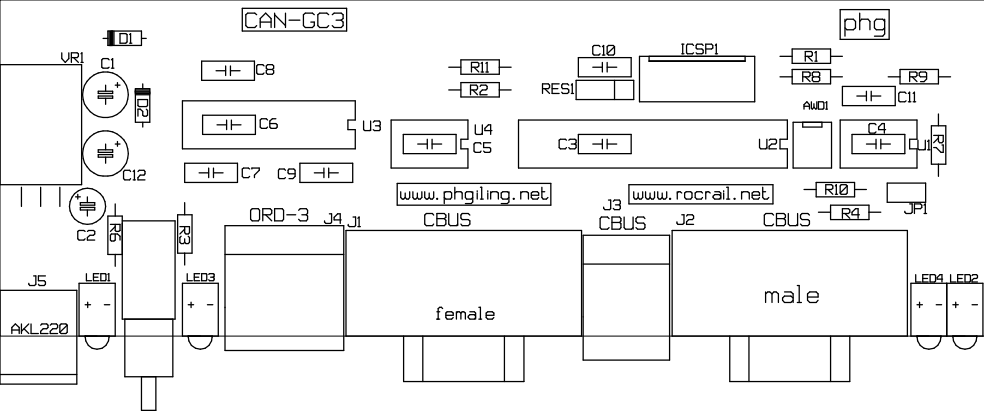 CAN-GC3
phg
D1
VR1
C1
C10
ICSP1
R1
C8
R11
R8
R9
D2
R2
RES1
C11
AWD1
C6
U3
U4
C4
C3
U2
U1
C5
R7
C12
C7
C9
R10
www.phgiling.net
www.rocrail.net
JP1
C2
R6
R3
ORD-3
J4
J1
CBUS
J3
CBUS
J2
CBUS
R4
J5
LED1
LED3
LED4
LED2
+ -
+ -
+ -
+ -
male
female
AKL220